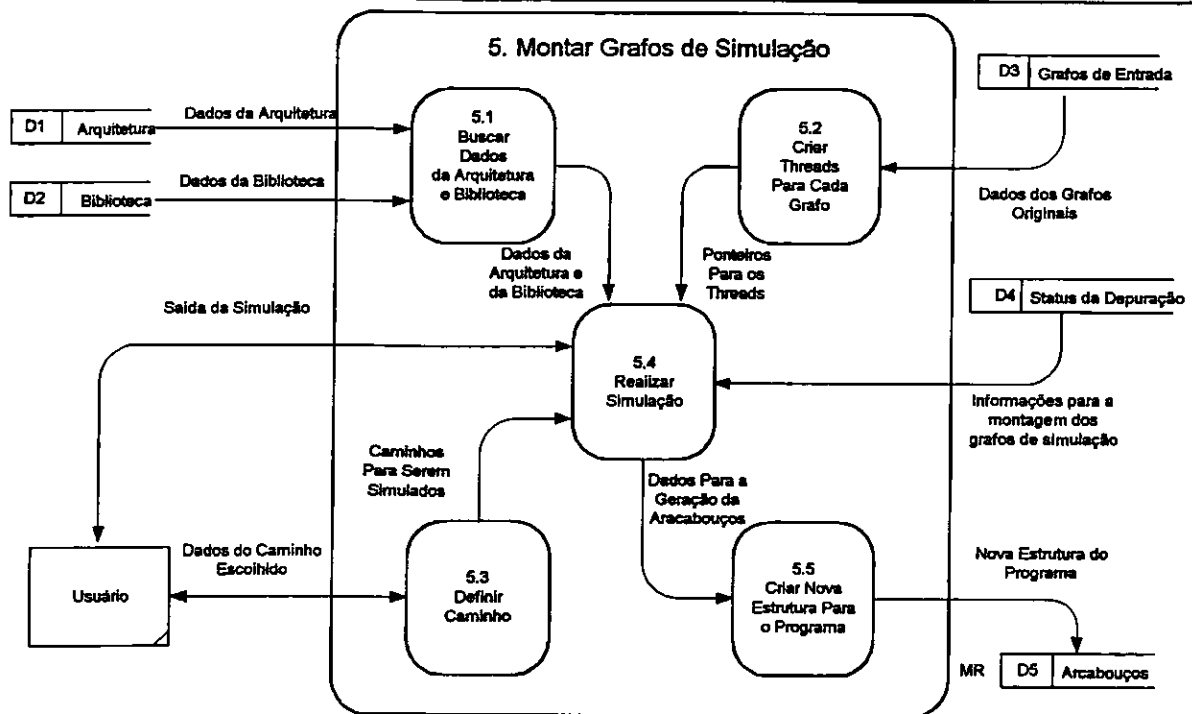 5. Montar Grafos de Simulação
D3 Grafos de Entrada
D1 Arquitetura
Dados da Arquitetura
5.1
Buscar
Dados
da Arquitetura
e Biblioteca
5.2
Criar
Threads
Para Cada
Grafo
D2 Biblioteca
Dados da Biblioteca
Dados dos Grafos
Originais
Dados da
Arquitetura e
da Biblioteca
Ponteiros
Para os
Threads
D4 Status da Depuração
Saida da Simulação
5.4
Realizar
Simulação
Informações para a
montagem dos
grafos de simulação
Caminhos
Para Serem
Simulados
Dados Para a
Geração da
Aracabouços
Usuário
Dados do Caminho
Escolhido
5.3
Definir
Caminho
5.5
Criar Nova
Estrutura Para
o Programa
Nova Estrutura do
Programa
MR D5 Arcabouços